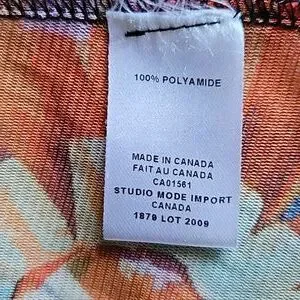 100% POLYAMIDE
MADE IN CANADA
FAIT AU CANADA
CA01561
STUDIO MODE IMPORT
CANADA
1879 LOT 2009